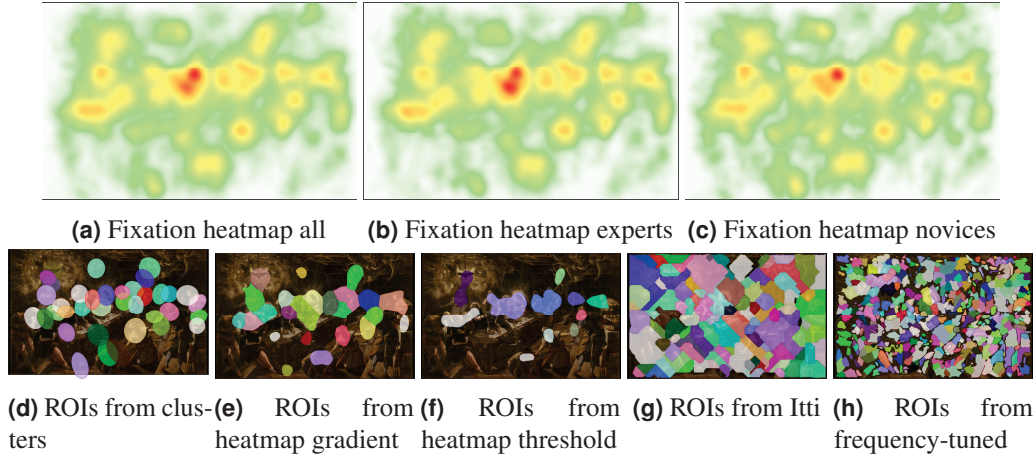 (a) Fixation heatmap all
(b) Fixation heatmap experts
(c) Fixation heatmap novices
(d) ROIs from clus-
ters
(e) ROIs from
heatmap gradient
(f) ROIs from
heatmap threshold
(g) ROIs from Itti
(h) ROIs from
frequency-tuned